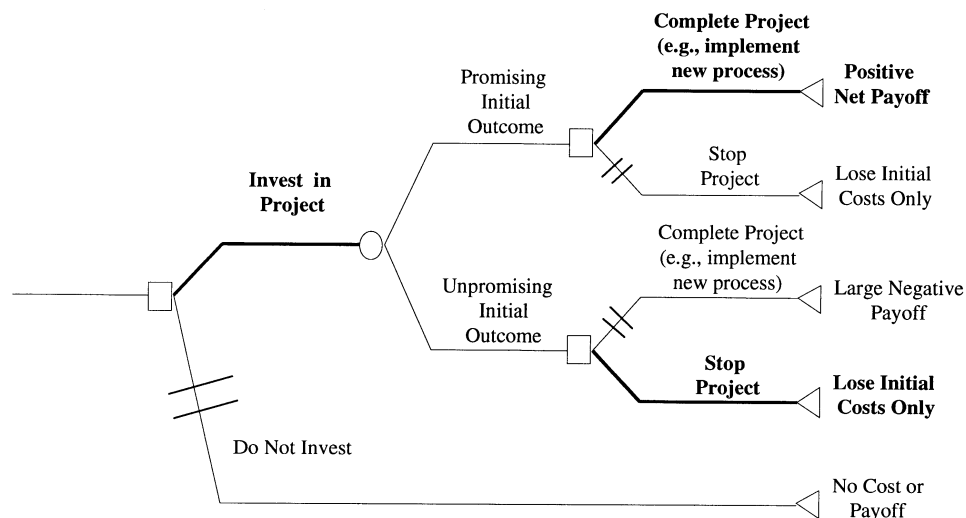 Complete Project
(e.g., implement
new process)
Positive
Net Payoff
Promising
Initial
Outcome
Stop
Project
Lose Initial
Costs Only
Invest in
Project
Complete Project
(e.g., implement
new process)
Large Negative
Payoff
Unpromising
Initial
Outcome
Stop
Project
Lose Initial
Costs Only
Do Not Invest
No Cost or
Payoff